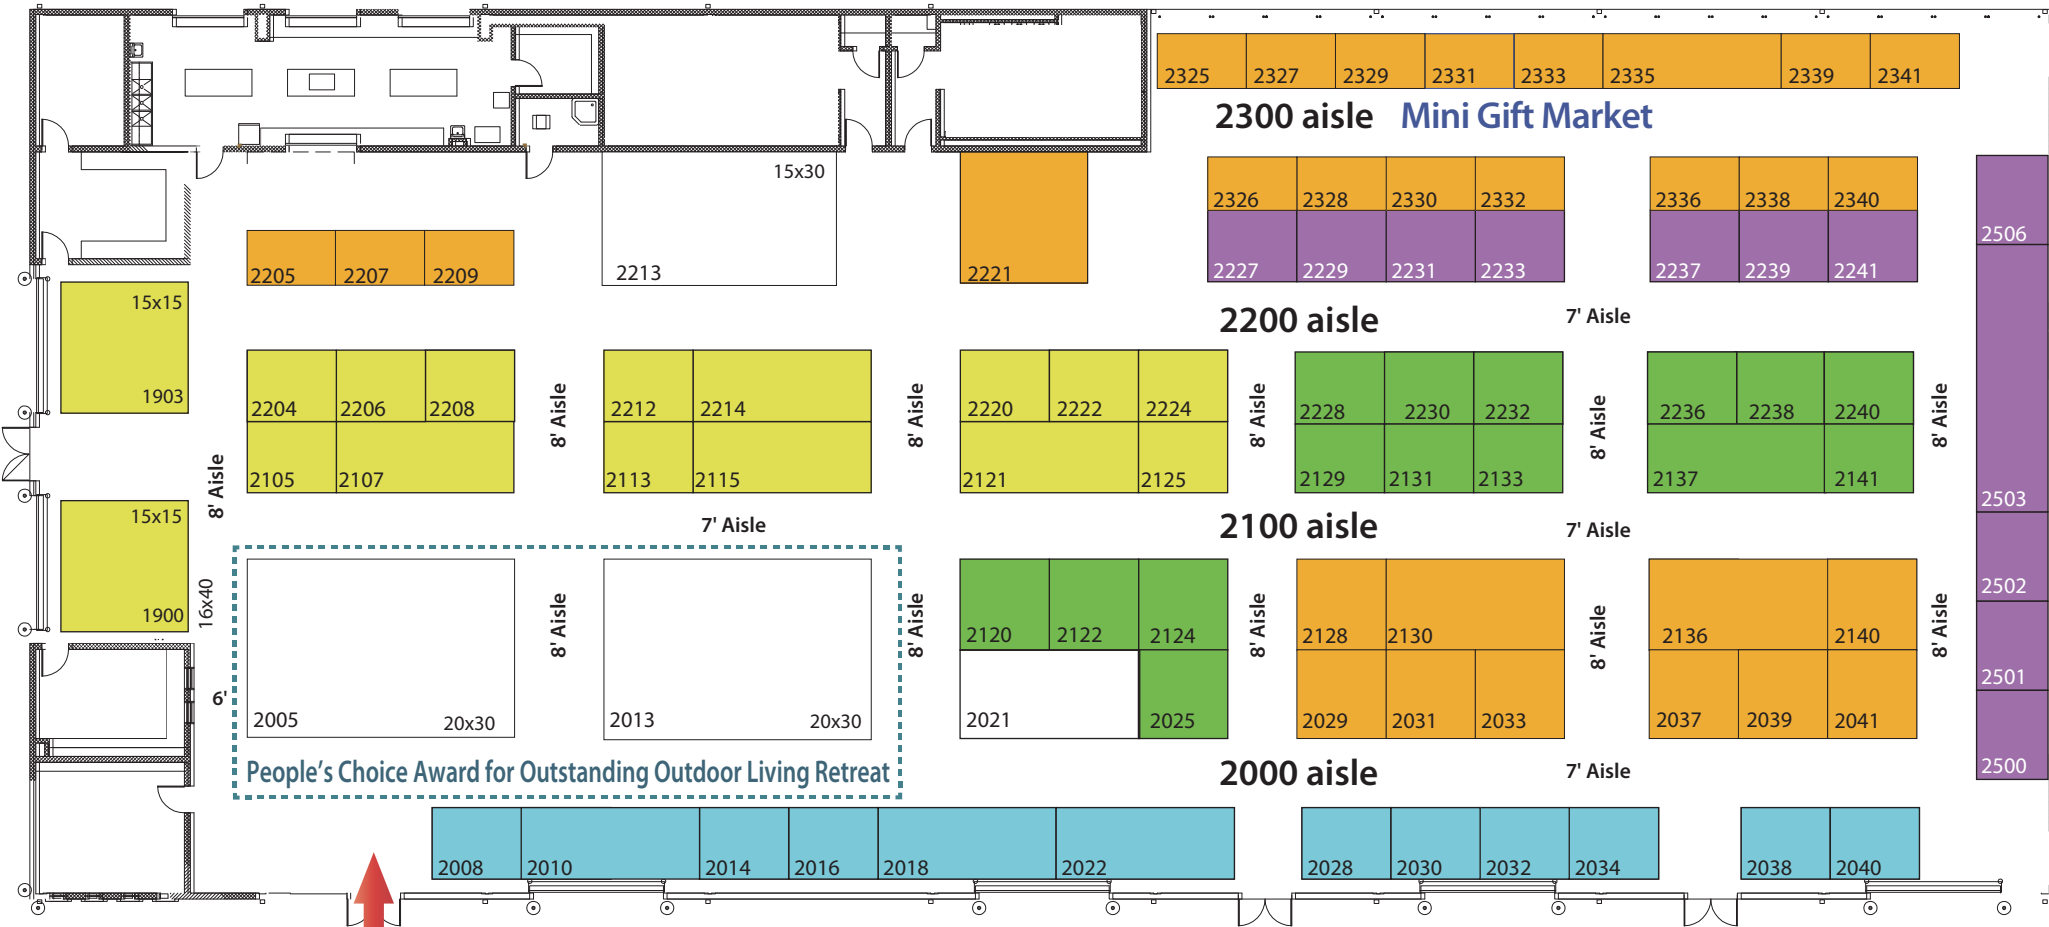 2325 2327 2329 2331 2333 2335 2339 2341
2300 aisle Mini Gift Market
15x30
2326 2328 2330 2332 2336 2338 2340
2506
2205 2207 2209 2213 2221 2227 2229 2231 2233 2237 2239 2241
15x15
2200 aisle 7' Aisle
1903
8' Aisle 8' Aisle 8' Aisle 8' Aisle 8' Aisle
2204 2206 2208 2212 2214 2220 2222 2224 2228 2230 2232 2236 2238 2240
8' Aisle
2105 2107 2113 2115 2121 2125 2129 2131 2133 2137 2141
2503
15x15
7' Aisle 2100 aisle 7' Aisle
2502
1900 16x40
8' Aisle 8' Aisle 8' Aisle 8' Aisle 8' Aisle
2120 2122 2124 2128 2130 2136 2140
2501
6'
2005 20x30 2013 20x30 2021 2025 2029 2031 2033 2037 2039 2041
People's Choice Award for Outstanding Outdoor Living Retreat
2000 aisle 7' Aisle
2500
2008 2010 2014 2016 2018 2022 2028 2030 2032 2034 2038 2040